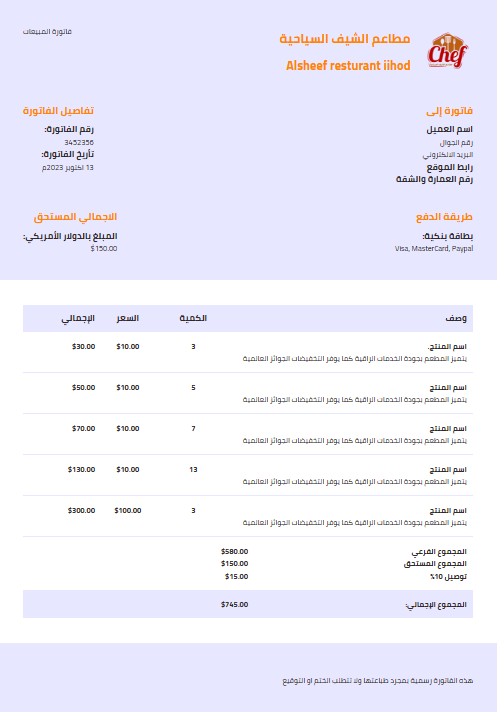 فاتورة المبيعات
مطاعم الشيف السياحية
Alsheef resturant iihod
Chef
فاتورة إلى
اسم العميل
رقم الجوال
البريد الالكتروني
رابط الموقع
رقم العمارة والشقة
تفاصيل الفاتورة
رقم الفاتورة:
3452356
تأريخ الفاتورة:
13 اكتوبر 2023م
طريقة الدفع
بطاقة بنكية:
Visa, MasterCard, Paypal
الاجمالي المستحق
المبلغ بالدولار الأمريكي:
$150.00
وصف الكمية السعر الإجمالي
اسم المنتج. 3 $10.00 $30.00
يتميز المطعم بجودة الخدمات الراقية كما يوفر التخفيضات الجوائز العالمية
اسم المنتج 5 $10.00 $50.00
يتميز المطعم بجودة الخدمات الراقية كما يوفر التخفيضات الجوائز العالمية
اسم المنتج 7 $10.00 $70.00
يتميز المطعم بجودة الخدمات الراقية كما يوفر التخفيضات الجوائز العالمية
اسم المنتج 13 $10.00 $130.00
يتميز المطعم بجودة الخدمات الراقية كما يوفر التخفيضات الجوائز العالمية
اسم المنتج 3 $100.00 $300.00
يتميز المطعم بجودة الخدمات الراقية كما يوفر التخفيضات الجوائز العالمية
المجموع الفرعي $580.00
المجموع المستحق $150.00
توصيل 10% $15.00
المجموع الإجمالي: $745.00
هذه الفاتورة رسمية بمجرد طباعتها ولا تتطلب الختم او التوقيع